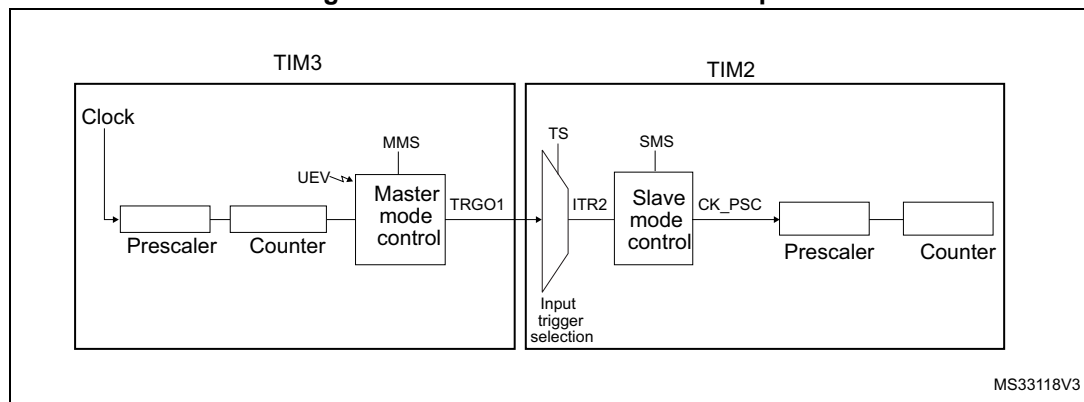 TIM3
TIM2
Clock
MMS
TS
SMS
UEV
Master
mode
control
TRGO1
ITR2
Slave
mode
control
CK_PSC
Prescaler
Counter
Prescaler
Counter
Input
trigger
selection
MS33118V3